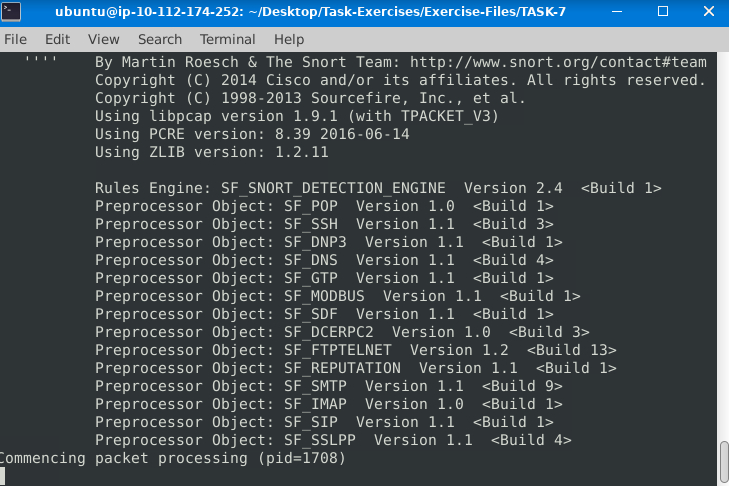 ubuntu@ip-10-112-174-252: ~/Desktop/Task-Exercises/Exercise-Files/TASK-7
File Edit View Search Terminal Help
'''' By Martin Roesch & The Snort Team: http://www.snort.org/contact#team
Copyright (C) 2014 Cisco and/or its affiliates. All rights reserved.
Copyright (C) 1998-2013 Sourcefire, Inc., et al.
Using libpcap version 1.9.1 (with TPACKET_V3)
Using PCRE version: 8.39 2016-06-14
Using ZLIB version: 1.2.11
Rules Engine: SF_SNORT_DETECTION_ENGINE Version 2.4 <Build 1>
Preprocessor Object: SF_POP Version 1.0 <Build 1>
Preprocessor Object: SF_SSH Version 1.1 <Build 3>
Preprocessor Object: SF_DNP3 Version 1.1 <Build 1>
Preprocessor Object: SF_DNS Version 1.1 <Build 4>
Preprocessor Object: SF_GTP Version 1.1 <Build 1>
Preprocessor Object: SF_MODBUS Version 1.1 <Build 1>
Preprocessor Object: SF_SDF Version 1.1 <Build 1>
Preprocessor Object: SF_DCERPC2 Version 1.0 <Build 3>
Preprocessor Object: SF_FTPTELNET Version 1.2 <Build 13>
Preprocessor Object: SF_REPUTATION Version 1.1 <Build 1>
Preprocessor Object: SF_SMTP Version 1.1 <Build 9>
Preprocessor Object: SF_IMAP Version 1.0 <Build 1>
Preprocessor Object: SF_SIP Version 1.1 <Build 1>
Preprocessor Object: SF_SSLPP Version 1.1 <Build 4>
Commencing packet processing (pid=1708)